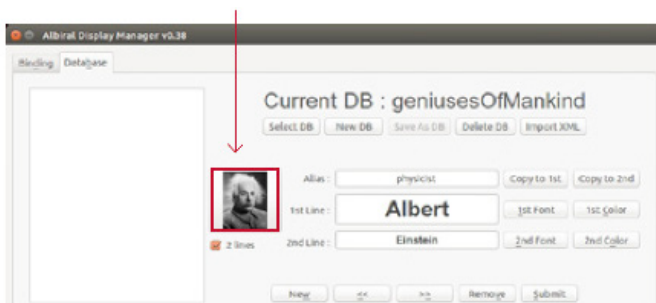 Albiral Display Manager v0.38
Binding Database
Current DB : geniusesOfMankind
Select DB New DB Save As DB Delete DB Import XML
Alias : physicist Copy to 1st Copy to 2nd
1st Line : Albert 1st Font 1st Color
2 lines 2nd Line : Einstein 2nd Font 2nd Color
New << >> Remove Submit